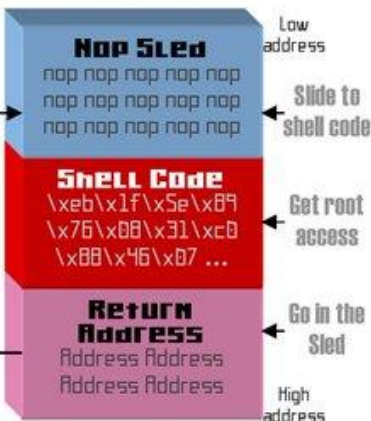 Low
address
Nop Sled
nop nop nop nop nop
nop nop nop nop nop
nop nop nop nop nop
Slide to
shell code
Shell Code
\xeb\x1f\x5e\x89
\x76\x08\x31\xc0
\x88\x46\x07 ...
Get root
access
Return
Address
Address Address
Address Address
Go in the
Sled
High
address